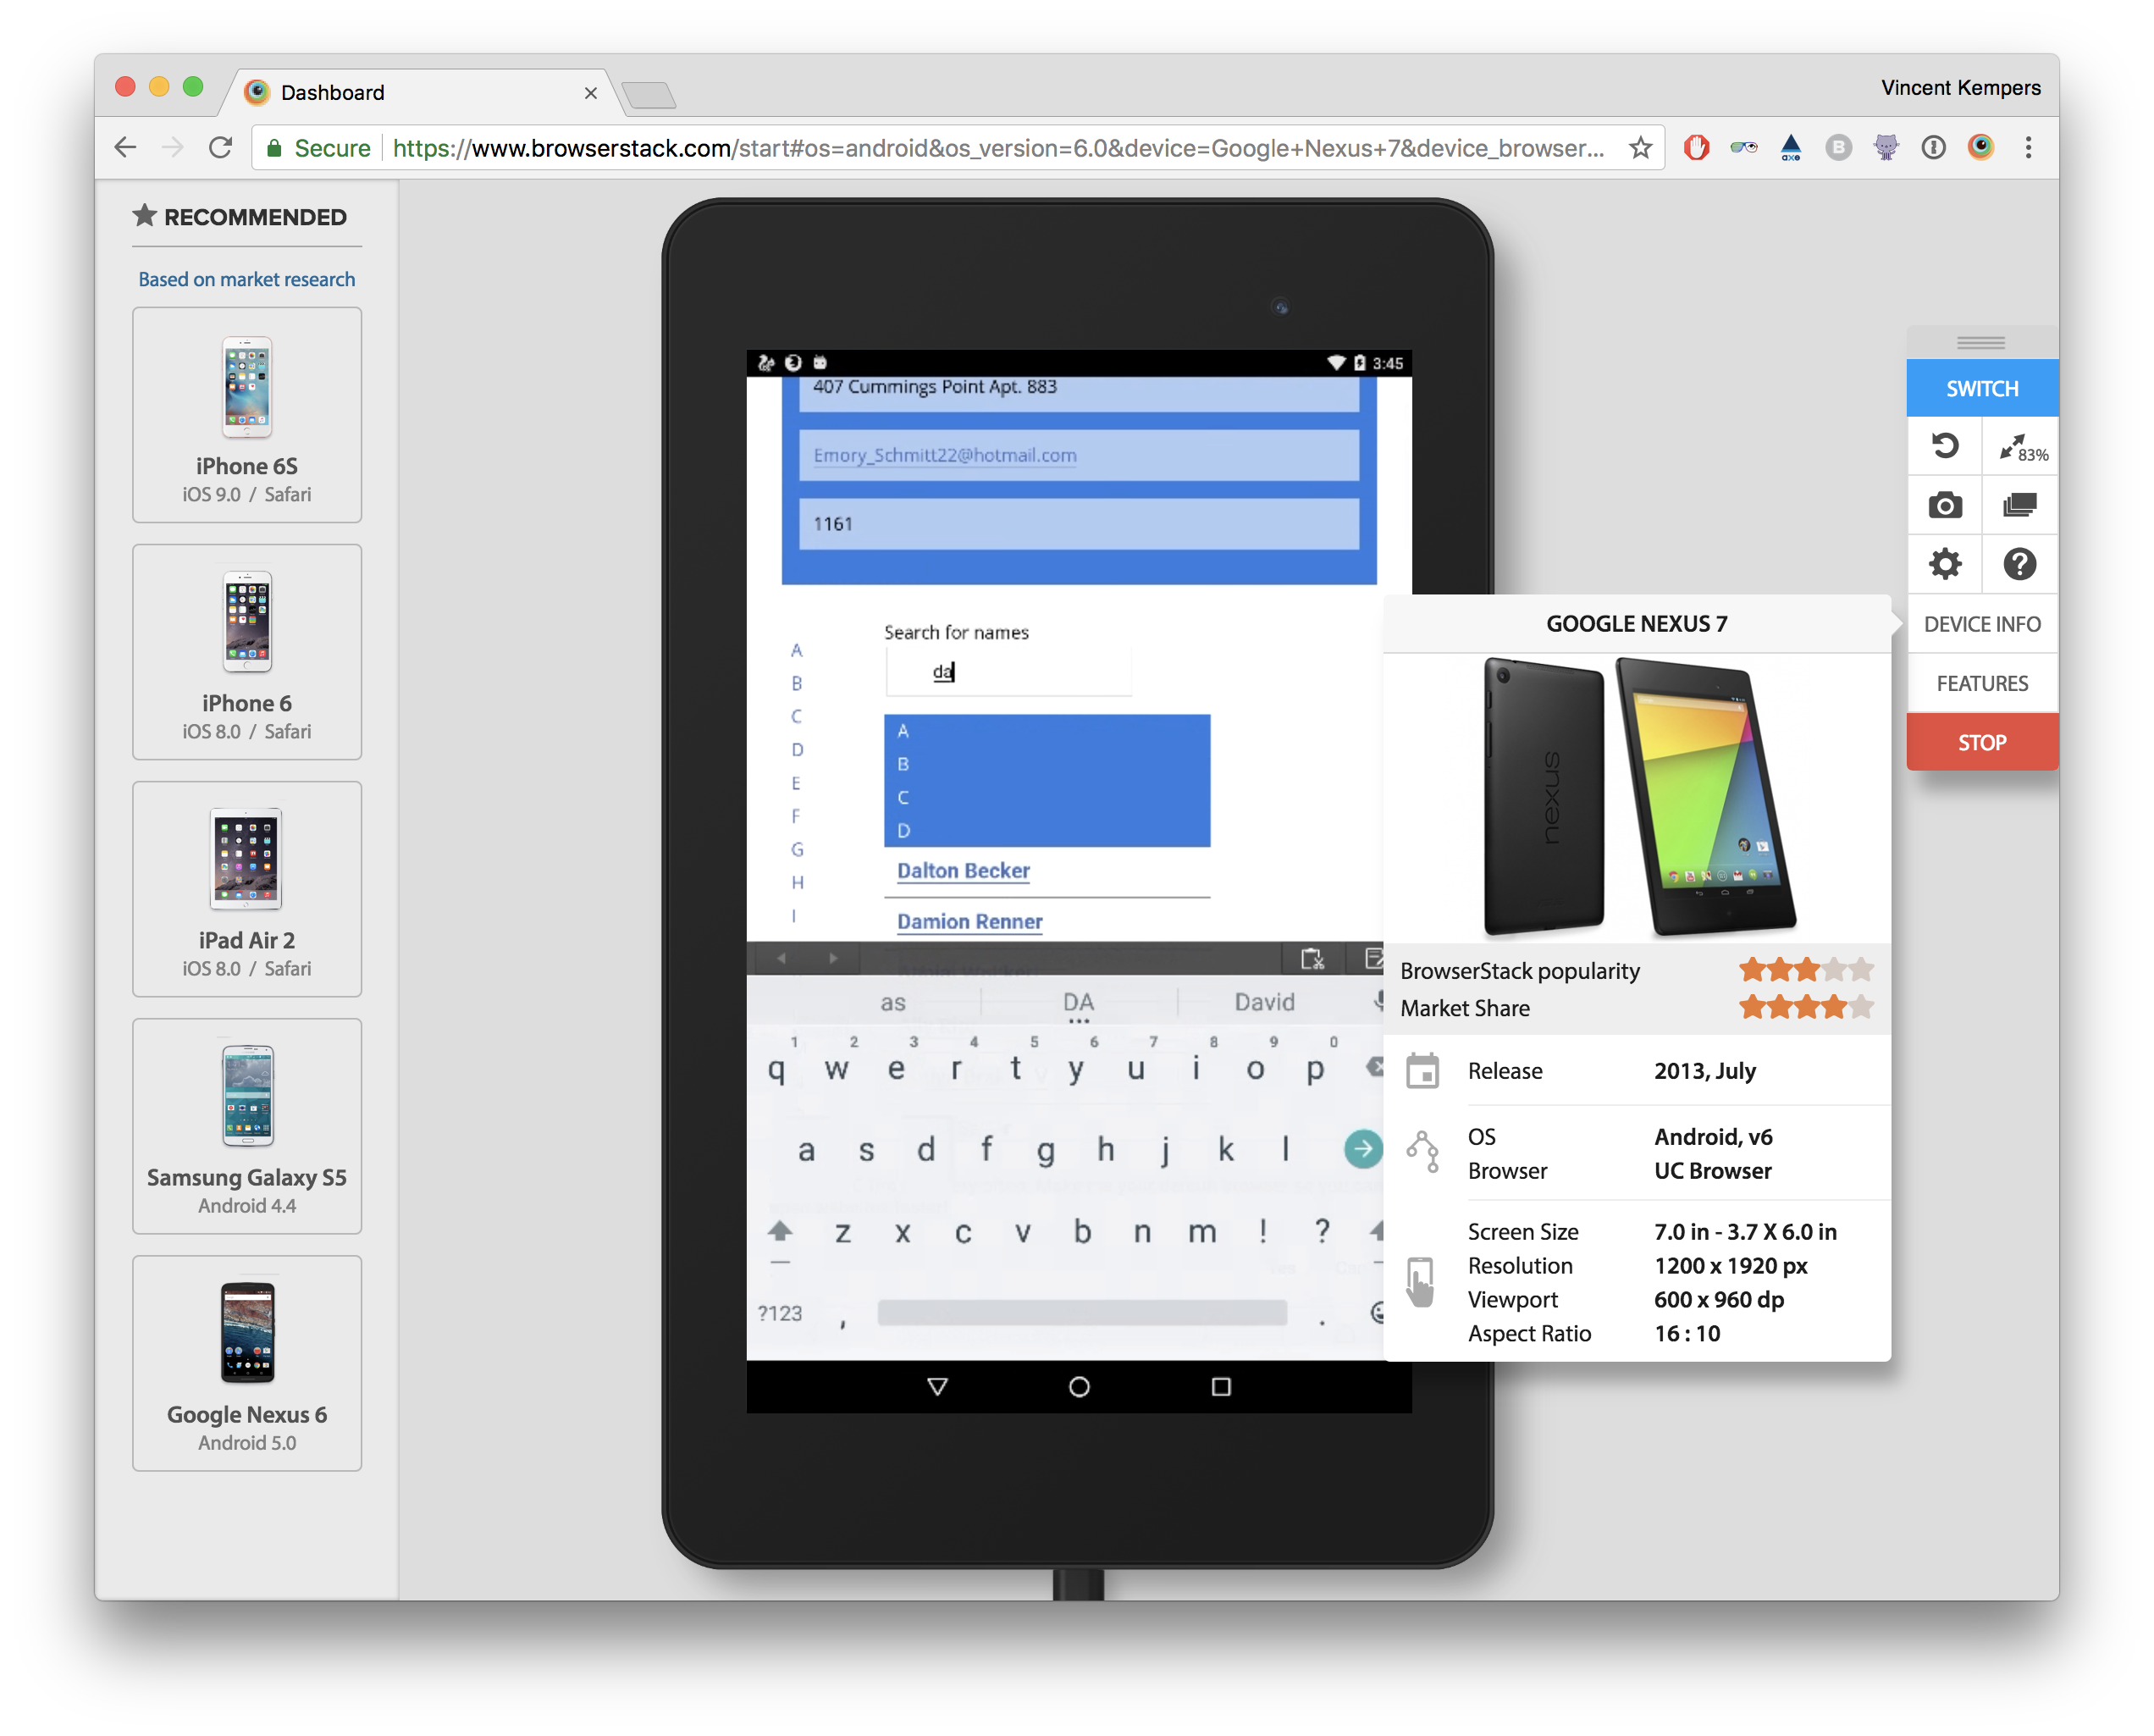 Dashboard
Vincent Kempers
Secure
https://www.browserstack.com/start#os=android&os_version=6.0&device=Google+Nexus+7&device_browser...
axe
B
RECOMMENDED
Based on market research
iPhone 6S
iOS 9.0 / Safari
iPhone 6
iOS 8.0 / Safari
iPad Air 2
iOS 8.0 / Safari
Samsung Galaxy S5
Android 4.4
Google Nexus 6
Android 5.0
3:45
407 Cummings Point Apt. 883
Emory_Schmitt22@hotmail.com
1161
Search for names
da
A
B
C
D
E
F
G
H
I
A
B
C
D
Dalton Becker
Damion Renner
as DA David
1 2 3 4 5 6 7 8 9 0
q w e r t y u i o p
a s d f g h j k l
z x c v b n m ! ?
?123 , .
SWITCH
83%
?
DEVICE INFO
FEATURES
STOP
GOOGLE NEXUS 7
nexus
BrowserStack popularity
Market Share
Release 2013, July
OS Android, v6
Browser UC Browser
Screen Size 7.0 in - 3.7 X 6.0 in
Resolution 1200 x 1920 px
Viewport 600 x 960 dp
Aspect Ratio 16 : 10